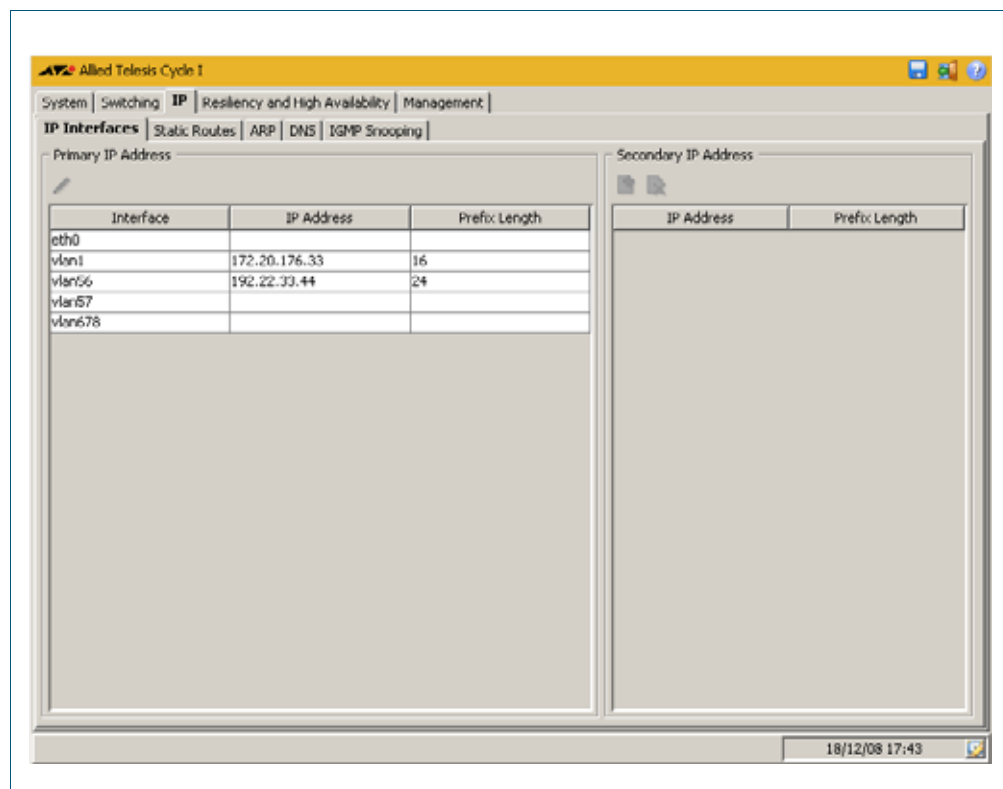 Allied Telesis Cycle I
System Switching IP Resiliency and High Availability Management
IP Interfaces Static Routes ARP DNS IGMP Snooping
Primary IP Address
Interface IP Address Prefix Length
eth0
vlan1 172.20.176.33 16
vlan56 192.22.33.44 24
vlan57
vlan678
Secondary IP Address
IP Address Prefix Length
18/12/08 17:43